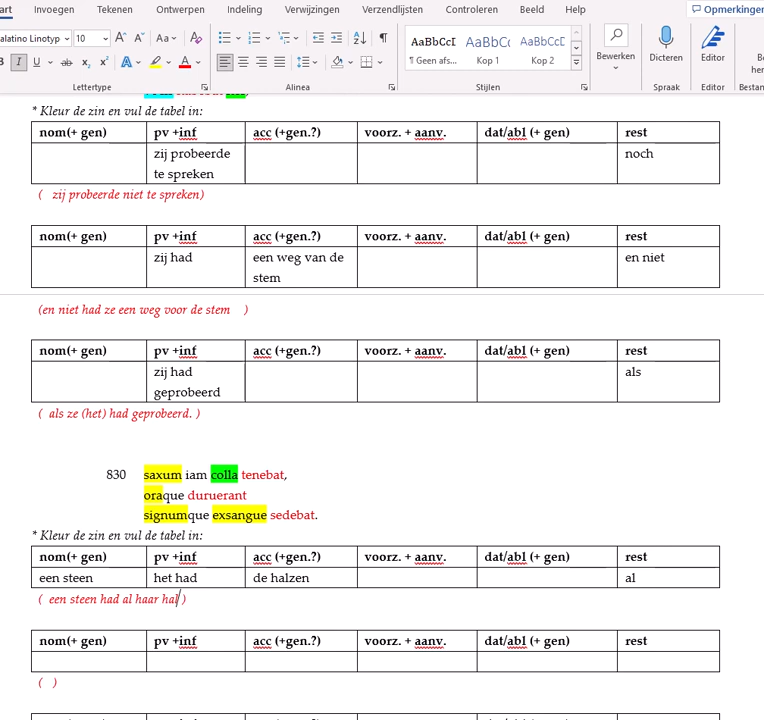 art Invoegen Tekenen Ontwerpen Indeling Verwijzingen Verzendlijsten Controleren Beeld Help Opmerkingen
alatino Linotyp 10 A A Aa A
AaBbCcI AaBbCc AaBbCcI
B I U ab x₂ x² A A
¶ Geen afs... Kop 1 Kop 2
Bewerken Dicteren Editor
Lettertype Alinea Stijlen Spraak Editor Bestan
* Kleur de zin en vul de tabel in:
nom(+ gen) pv +inf acc (+gen.?) voorz. + aanv. dat/abl (+ gen) rest
zij probeerde noch
te spreken
( zij probeerde niet te spreken)
nom(+ gen) pv +inf acc (+gen.?) voorz. + aanv. dat/abl (+ gen) rest
zij had een weg van de en niet
stem
(en niet had ze een weg voor de stem )
nom(+ gen) pv +inf acc (+gen.?) voorz. + aanv. dat/abl (+ gen) rest
zij had als
geprobeerd
( als ze (het) had geprobeerd. )
830 saxum iam colla tenebat,
oraque duruerant
signumque exsangue sedebat.
* Kleur de zin en vul de tabel in:
nom(+ gen) pv +inf acc (+gen.?) voorz. + aanv. dat/abl (+ gen) rest
een steen het had de halzen al
( een steen had al haar hal )
nom(+ gen) pv +inf acc (+gen.?) voorz. + aanv. dat/abl (+ gen) rest
( )